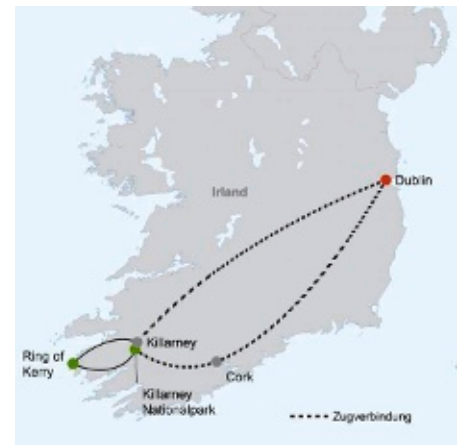 Irland
Dublin
Killarney
Ring of
Kerry
Cork
Killarney
Nationalpark
Zugverbindung